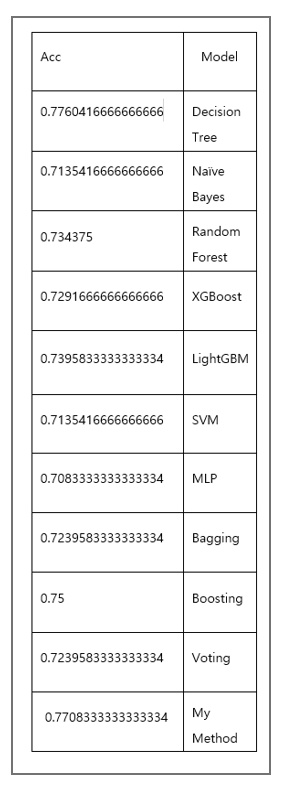 Acc Model
0.7760416666666666 Decision
Tree
0.7135416666666666 Naïve
Bayes
0.734375 Random
Forest
0.7291666666666666 XGBoost
0.7395833333333334 LightGBM
0.7135416666666666 SVM
0.7083333333333334 MLP
0.7239583333333334 Bagging
0.75 Boosting
0.7239583333333334 Voting
0.7708333333333334 My
Method